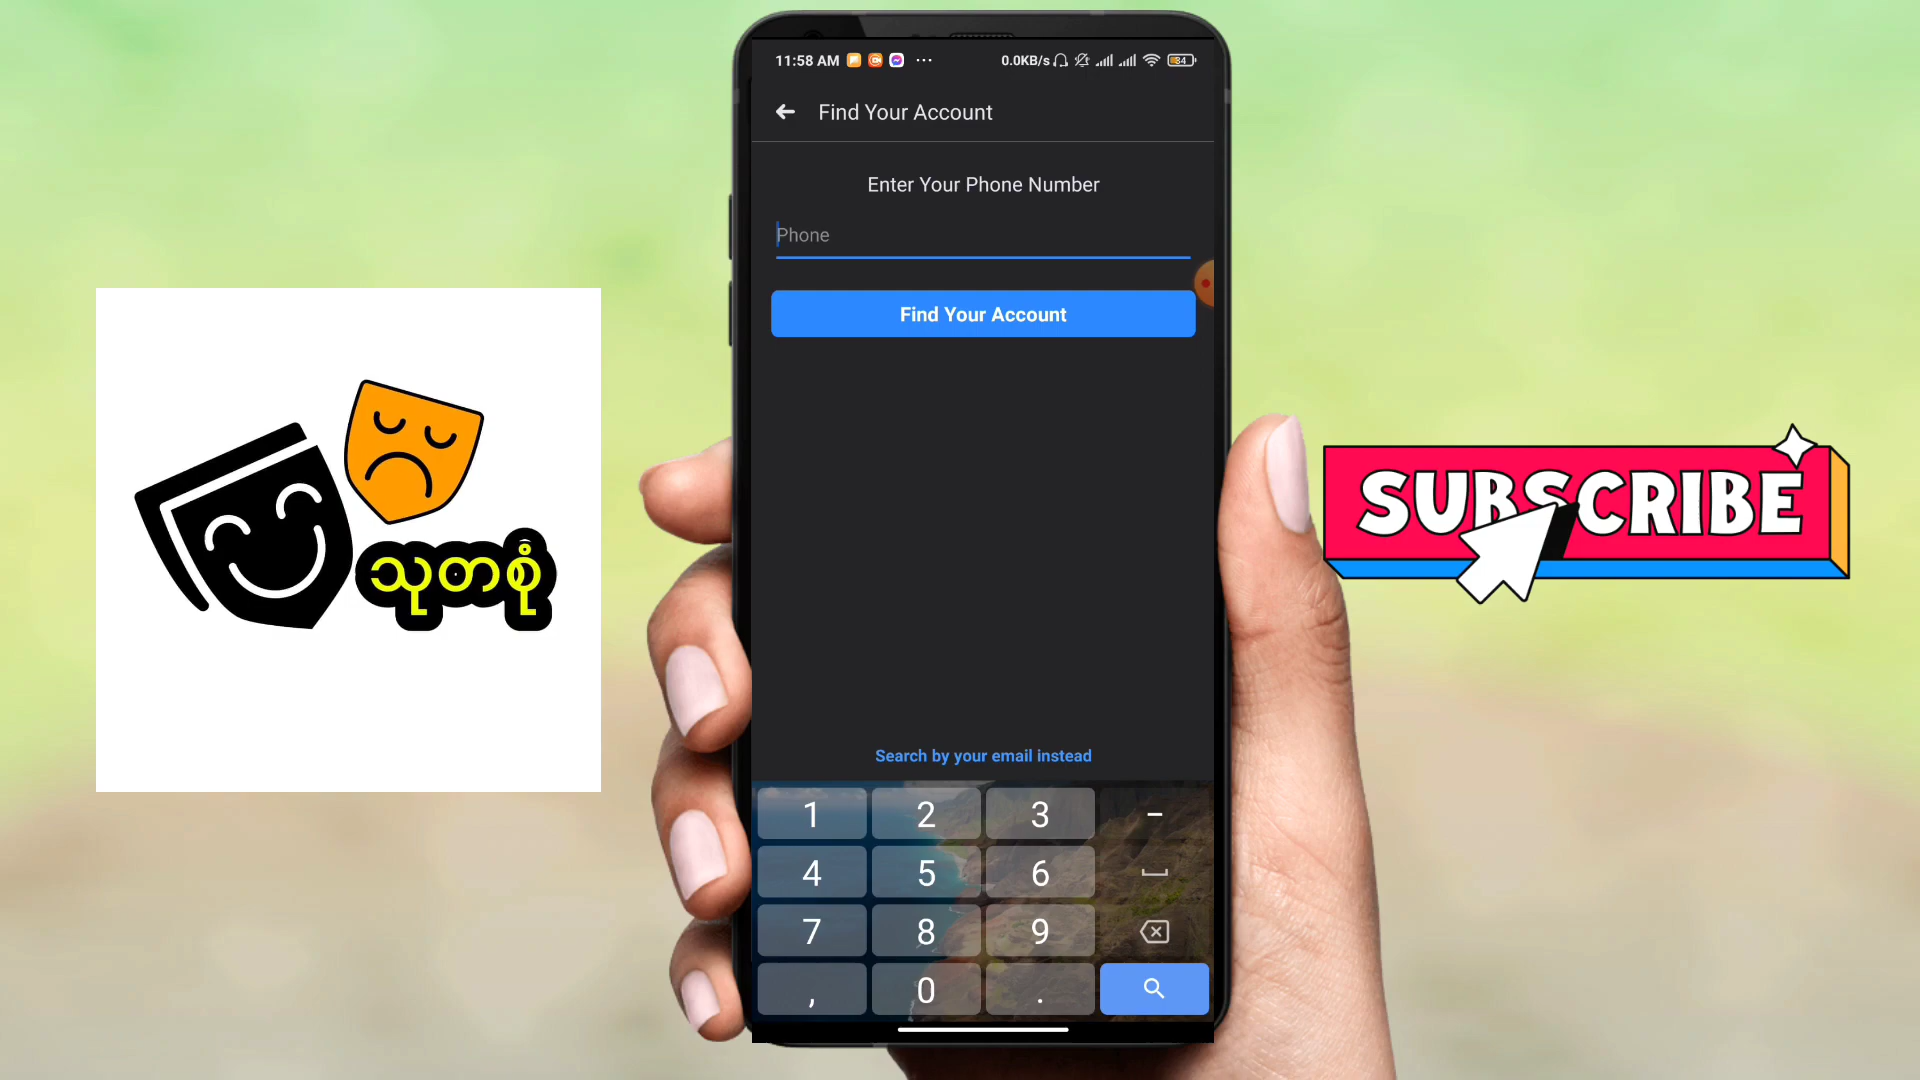 11:58 AM
0.0KB/s
84
Find Your Account
Enter Your Phone Number
Phone
Find Your Account
သုတစုံ
SUBSCRIBE
Search by your email instead
1 2 3 -
4 5 6
7 8 9
, 0 .